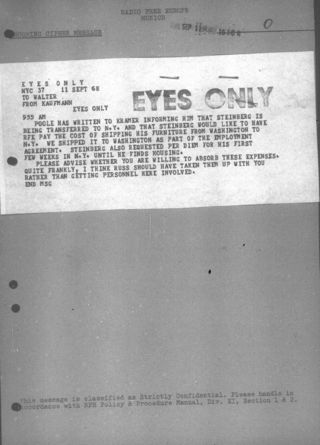 RADIO FREE EUROPE
MUNICH
INCOMING CIPHER MESSAGE
SEP 11
EYES ONLY
NYC 37 11 SEPT 68
TO WALTER
FROM KAUFMANN
EYES ONLY
EYES ONLY
955 AM
POOLE HAS WRITTEN TO KRAMER INFORMING HIM THAT STEINBERG IS
BEING TRANSFERRED TO N.Y. AND THAT STEINBERG WOULD LIKE TO HAVE
RFE PAY THE COST OF SHIPPING HIS FURNITURE FROM WASHINGTON TO
N.Y. WE SHIPPED IT TO WASHINGTON AS PART OF THE EMPLOYMENT
AGREEMENT. STEINBERG ALSO REQUESTED PER DIEM FOR HIS FIRST
FEW WEEKS IN N.Y. UNTIL HE FINDS HOUSING.
PLEASE ADVISE WHETHER YOU ARE WILLING TO ABSORB THESE EXPENSES.
QUITE FRANKLY, I THINK RUSS SHOULD HAVE TAKEN THEM UP WITH YOU
RATHER THAN GETTING PERSONNEL HERE INVOLVED.
END MSG
This message is classified as Strictly Confidential. Please handle in
accordance with RFE Policy & Procedure Manual, Div. XI, Section 1 & 2.